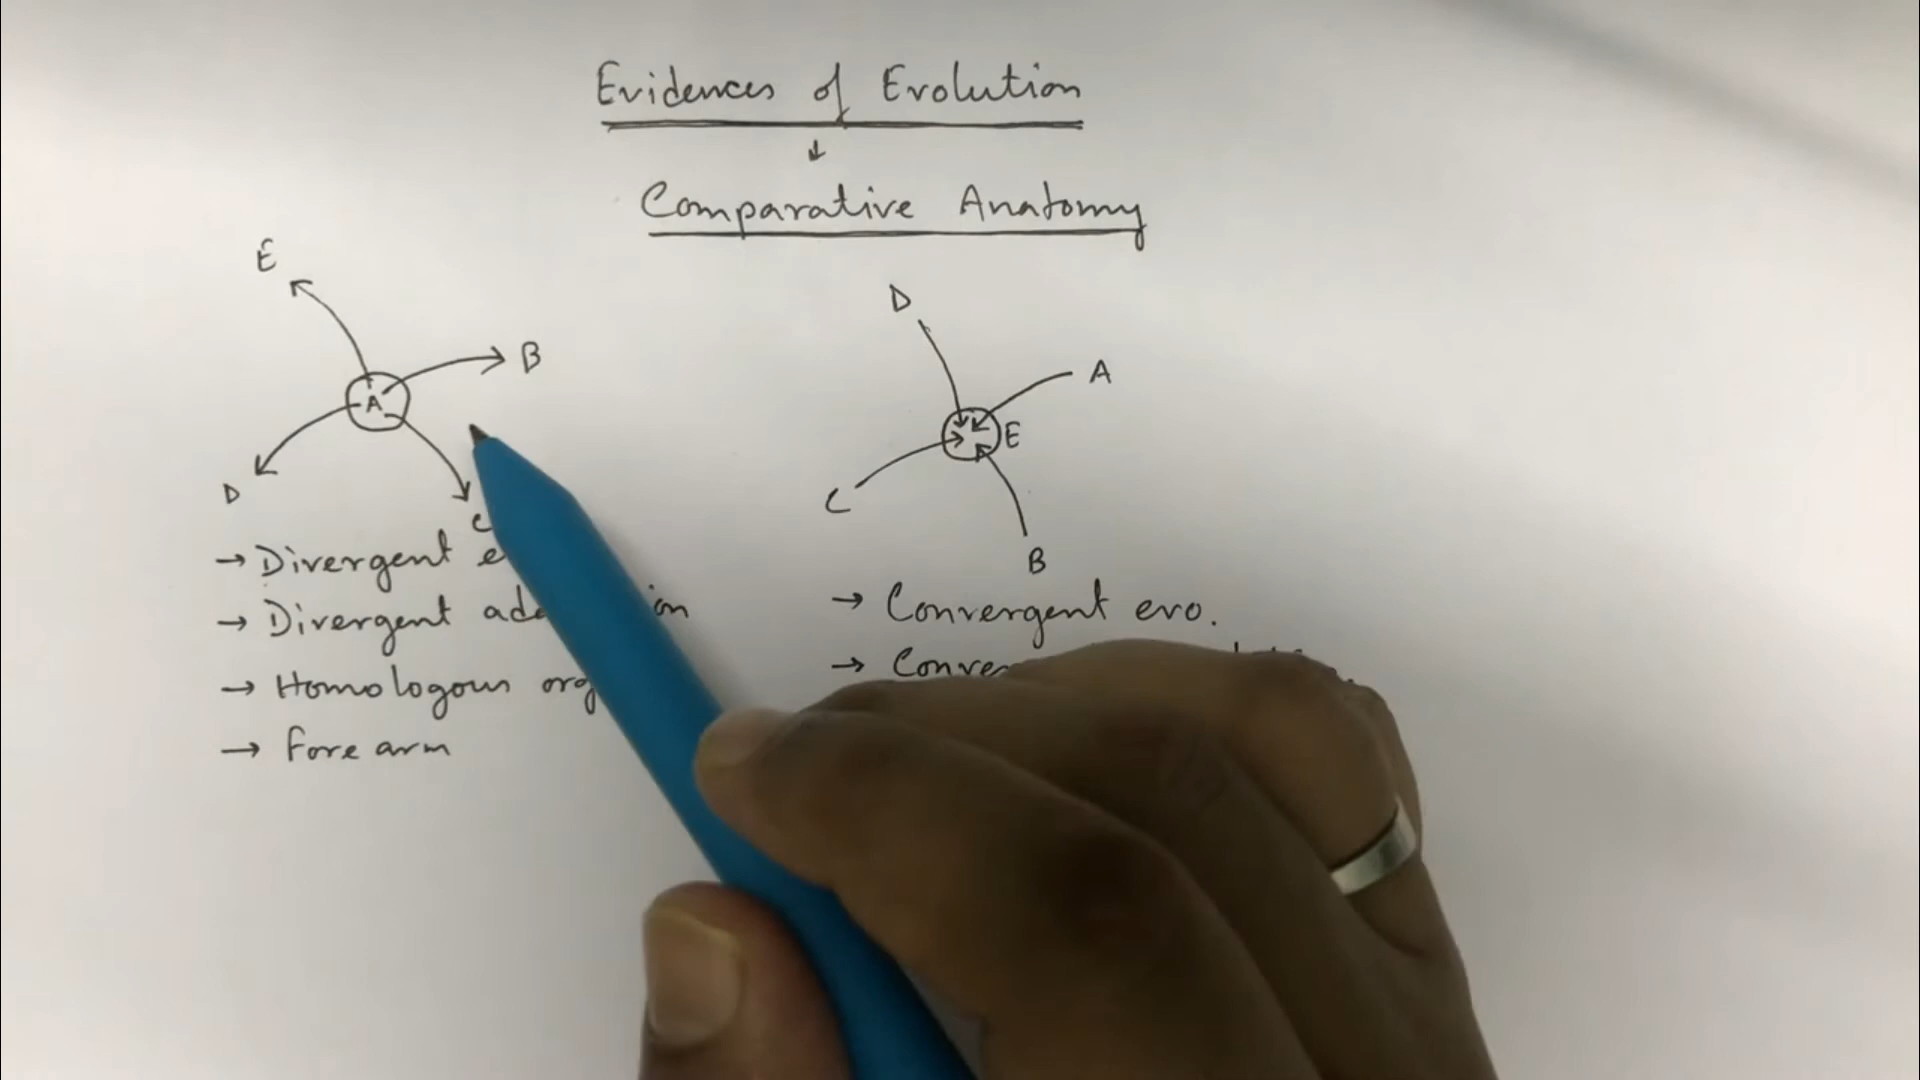 Evidences of Evolution
↓
Comparative Anatomy
E
B
A
D
C
→ Divergent
→ Divergent
→ Homologous
→ Fore arm
D
A
E
C
B
→ Convergent evo.
→